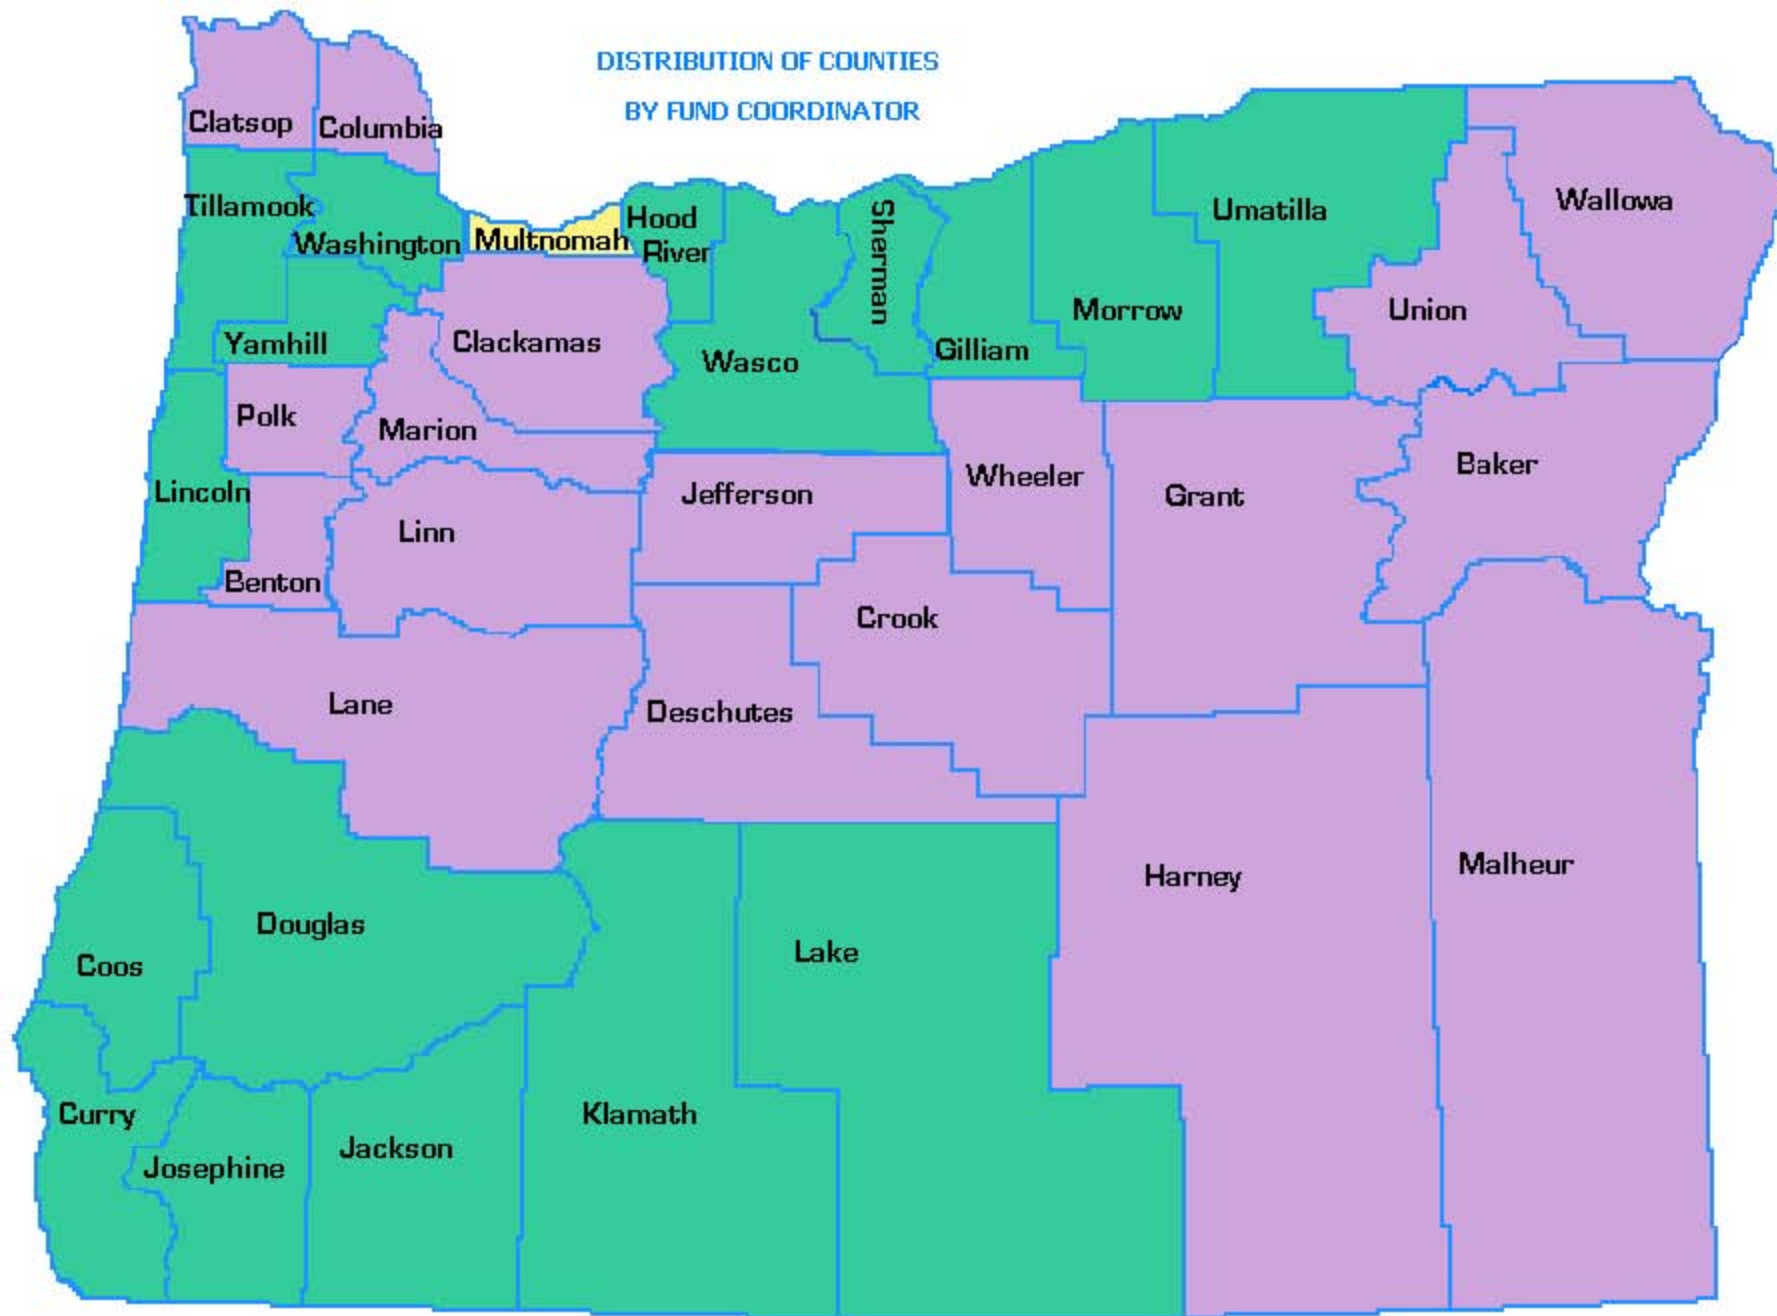 DISTRIBUTION OF COUNTIES
BY FUND COORDINATOR
Clatsop
Columbia
Tillamook
Washington
Multnomah
Hood
River
Sherman
Umatilla
Wallowa
Yamhill
Clackamas
Wasco
Gilliam
Morrow
Union
Polk
Marion
Lincoln
Linn
Jefferson
Wheeler
Grant
Baker
Benton
Crook
Lane
Deschutes
Harney
Malheur
Douglas
Coos
Lake
Curry
Josephine
Jackson
Klamath